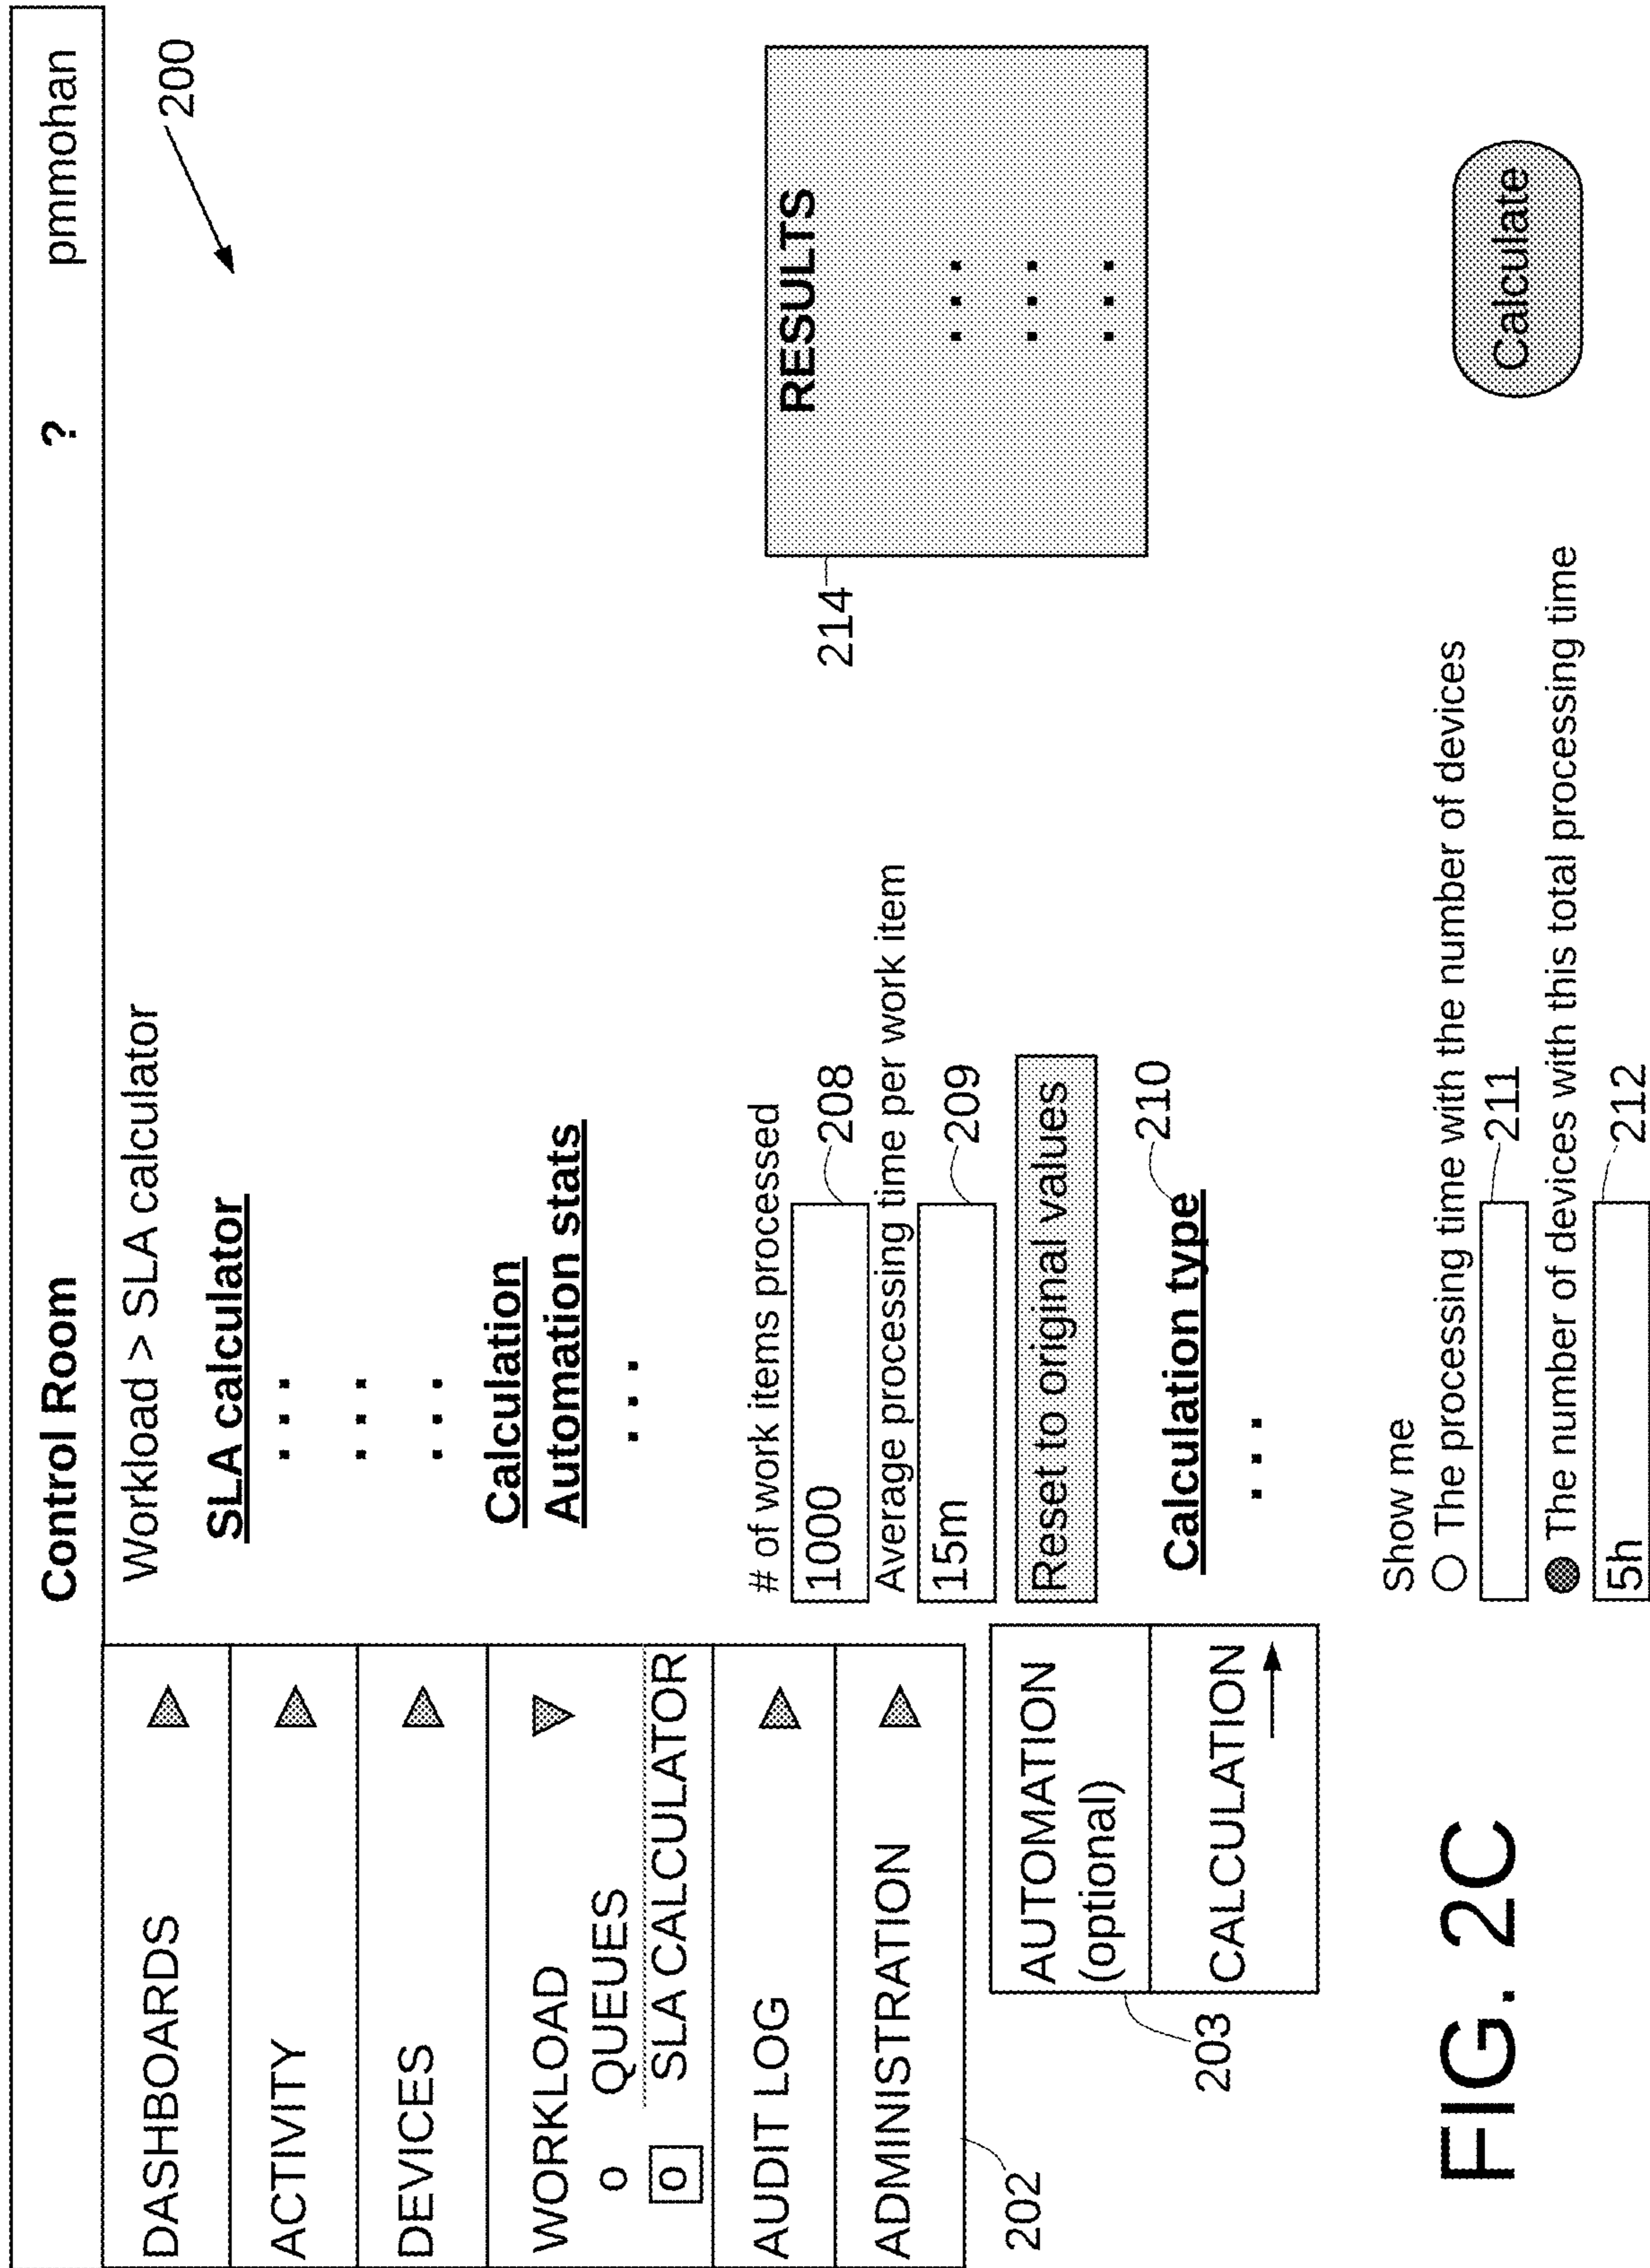 Control Room ? pmmohan
200
DASHBOARDS
ACTIVITY
DEVICES
WORKLOAD
o QUEUES
o SLA CALCULATOR
AUDIT LOG
ADMINISTRATION
202
AUTOMATION
(optional)
CALCULATION
203
Workload > SLA calculator
SLA calculator
. . .
. . .
. . .
Calculation
Automation stats
. . .
# of work items processed
1000
208
Average processing time per work item
15m
209
Reset to original values
Calculation type
210
. . .
Show me
The processing time with the number of devices
211
The number of devices with this total processing time
5h
212
214
RESULTS
. . .
. . .
. . .
Calculate
FIG. 2C